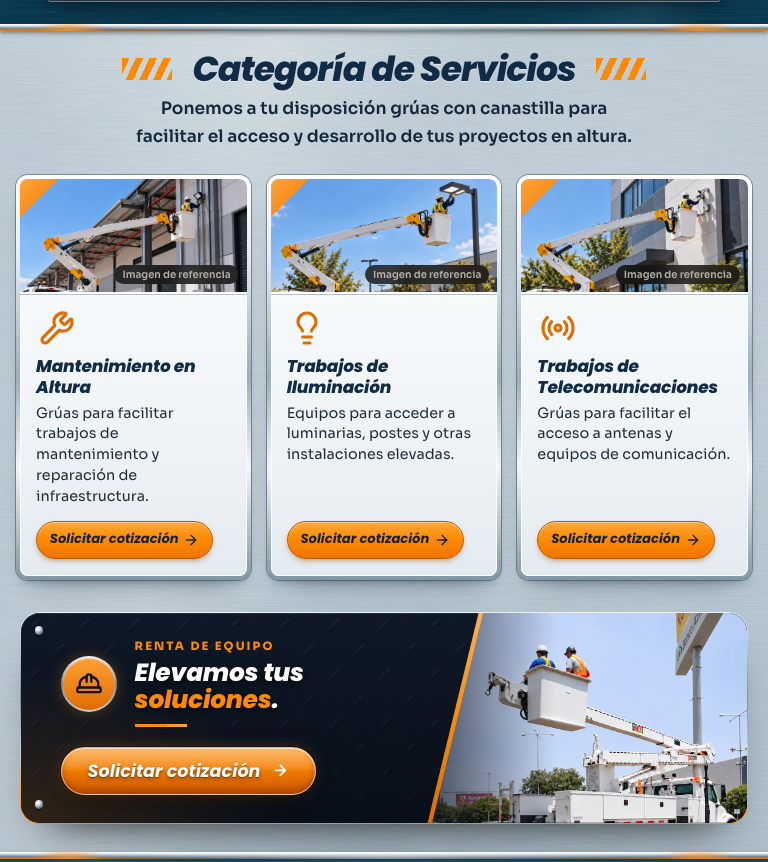 Categoría de Servicios
Ponemos a tu disposición grúas con canastilla para
facilitar el acceso y desarrollo de tus proyectos en altura.
Imagen de referencia
Mantenimiento en
Altura
Grúas para facilitar
trabajos de
mantenimiento y
reparación de
infraestructura.
Solicitar cotización
Imagen de referencia
Trabajos de
Iluminación
Equipos para acceder a
luminarias, postes y otras
instalaciones elevadas.
Solicitar cotización
Imagen de referencia
Trabajos de
Telecomunicaciones
Grúas para facilitar el
acceso a antenas y
equipos de comunicación.
Solicitar cotización
RENTA DE EQUIPO
Elevamos tus
soluciones.
Solicitar cotización